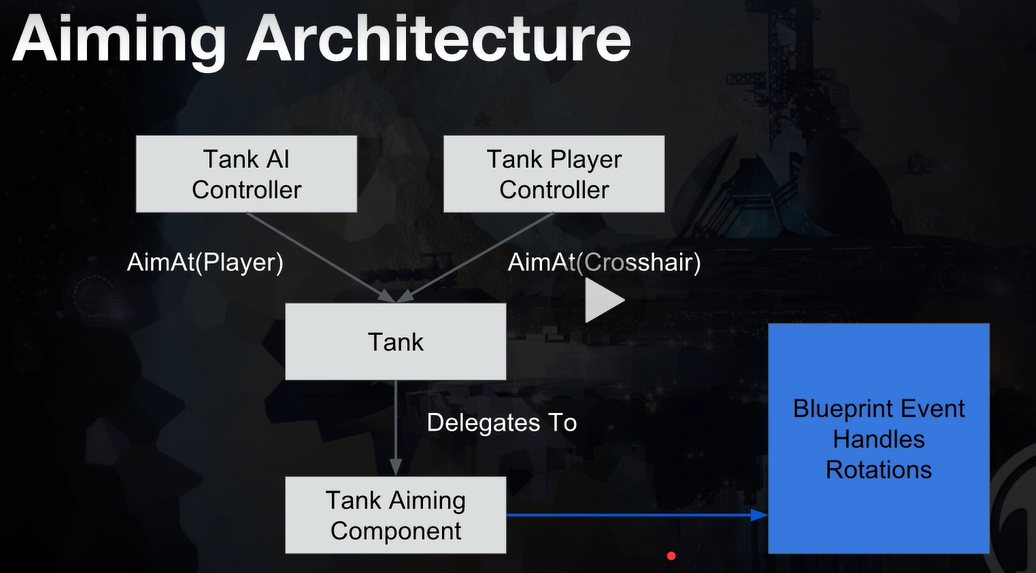 Aiming Architecture
Tank AI
Controller
Tank Player
Controller
AimAt(Player)
AimAt(Crosshair)
Tank
Delegates To
Tank Aiming
Component
Blueprint Event
Handles
Rotations